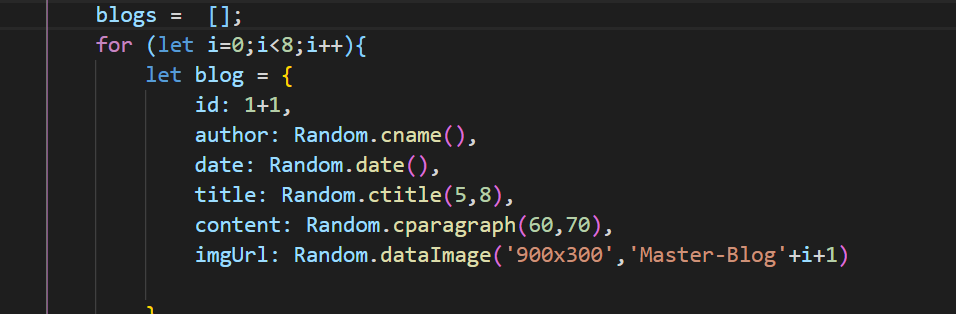 blogs =  [];
for (let i=0;i<8;i++){
let blog = {
id: 1+1,
author: Random.cname(),
date: Random.date(),
title: Random.ctitle(5,8),
content: Random.cparagraph(60,70),
imgUrl: Random.dataImage('900x300','Master-Blog'+i+1)
}